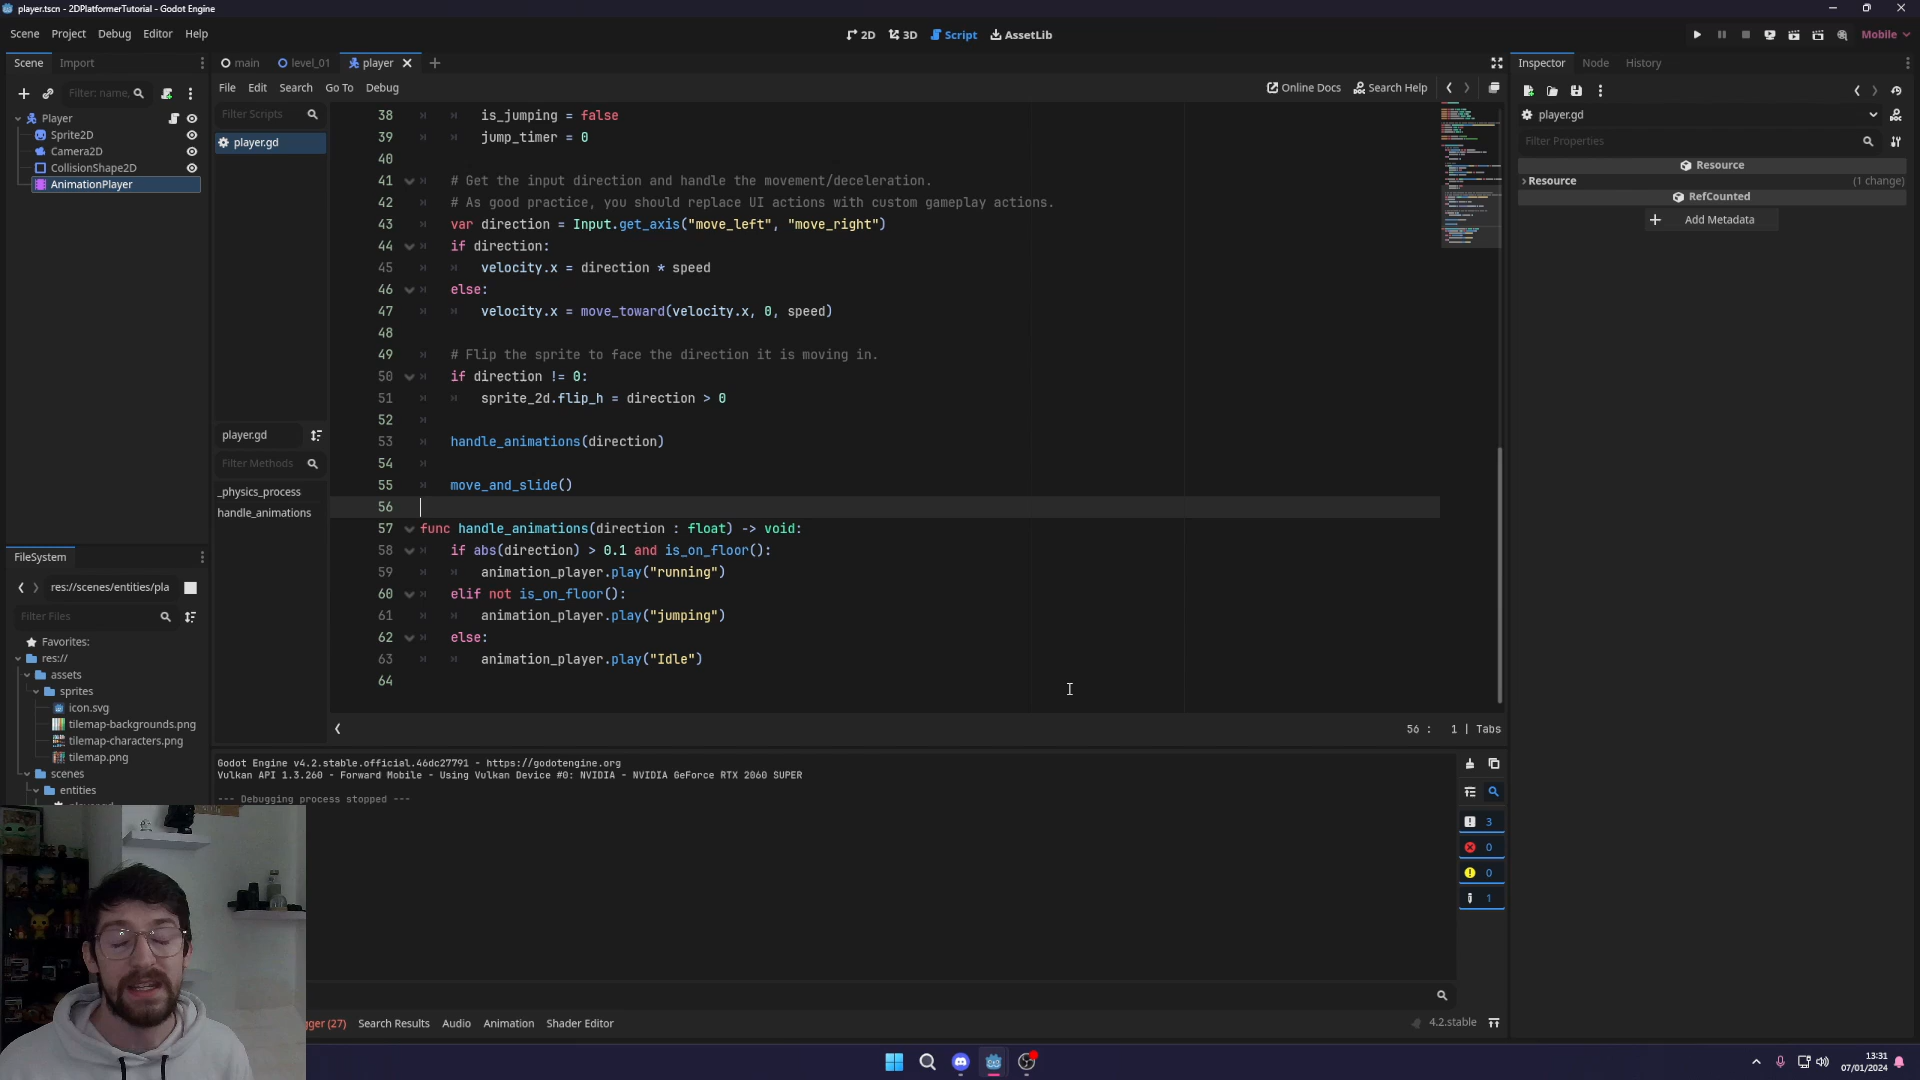 player.tscn - 2DPlatformerTutorial - Godot Engine
Scene Project Debug Editor Help
2D 3D Script AssetLib
Mobile
Scene Import
main level_01 player
Inspector Node History
Filter: name,
File Edit Search Go To Debug
Online Docs Search Help
Filter Scripts
player.gd
Player
Sprite2D
Camera2D
CollisionShape2D
AnimationPlayer
player.gd
Filter Methods
_physics_process
handle_animations
38 is_jumping = false
39 jump_timer = 0
40
41 # Get the input direction and handle the movement/deceleration.
42 # As good practice, you should replace UI actions with custom gameplay actions.
43 var direction = Input.get_axis("move_left", "move_right")
44 if direction:
45 velocity.x = direction * speed
46 else:
47 velocity.x = move_toward(velocity.x, 0, speed)
48
49 # Flip the sprite to face the direction it is moving in.
50 if direction != 0:
51 sprite_2d.flip_h = direction > 0
52
53 handle_animations(direction)
54
55 move_and_slide()
56
57 func handle_animations(direction : float) -> void:
58 if abs(direction) > 0.1 and is_on_floor():
59 animation_player.play("running")
60 elif not is_on_floor():
61 animation_player.play("jumping")
62 else:
63 animation_player.play("Idle")
64
56 : 1 | Tabs
player.gd
Filter Properties
Resource
Resource (1 change)
RefCounted
Add Metadata
FileSystem
res://scenes/entities/pla
Filter Files
Favorites:
res://
assets
sprites
icon.svg
tilemap-backgrounds.png
tilemap-characters.png
tilemap.png
scenes
entities
Godot Engine v4.2.stable.official.46dc27791 - https://godotengine.org
Vulkan API 1.3.260 - Forward Mobile - Using Vulkan Device #0: NVIDIA - NVIDIA GeForce RTX 2060 SUPER
--- Debugging process stopped ---
3
0
0
1
gger (27) Search Results Audio Animation Shader Editor
4.2.stable
13:31
07/01/2024